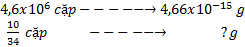 4,6x10⁶ cặp − − − − − −→ 4,66x10⁻¹⁵ g
10/34 cặp − − − − − −→ ? g